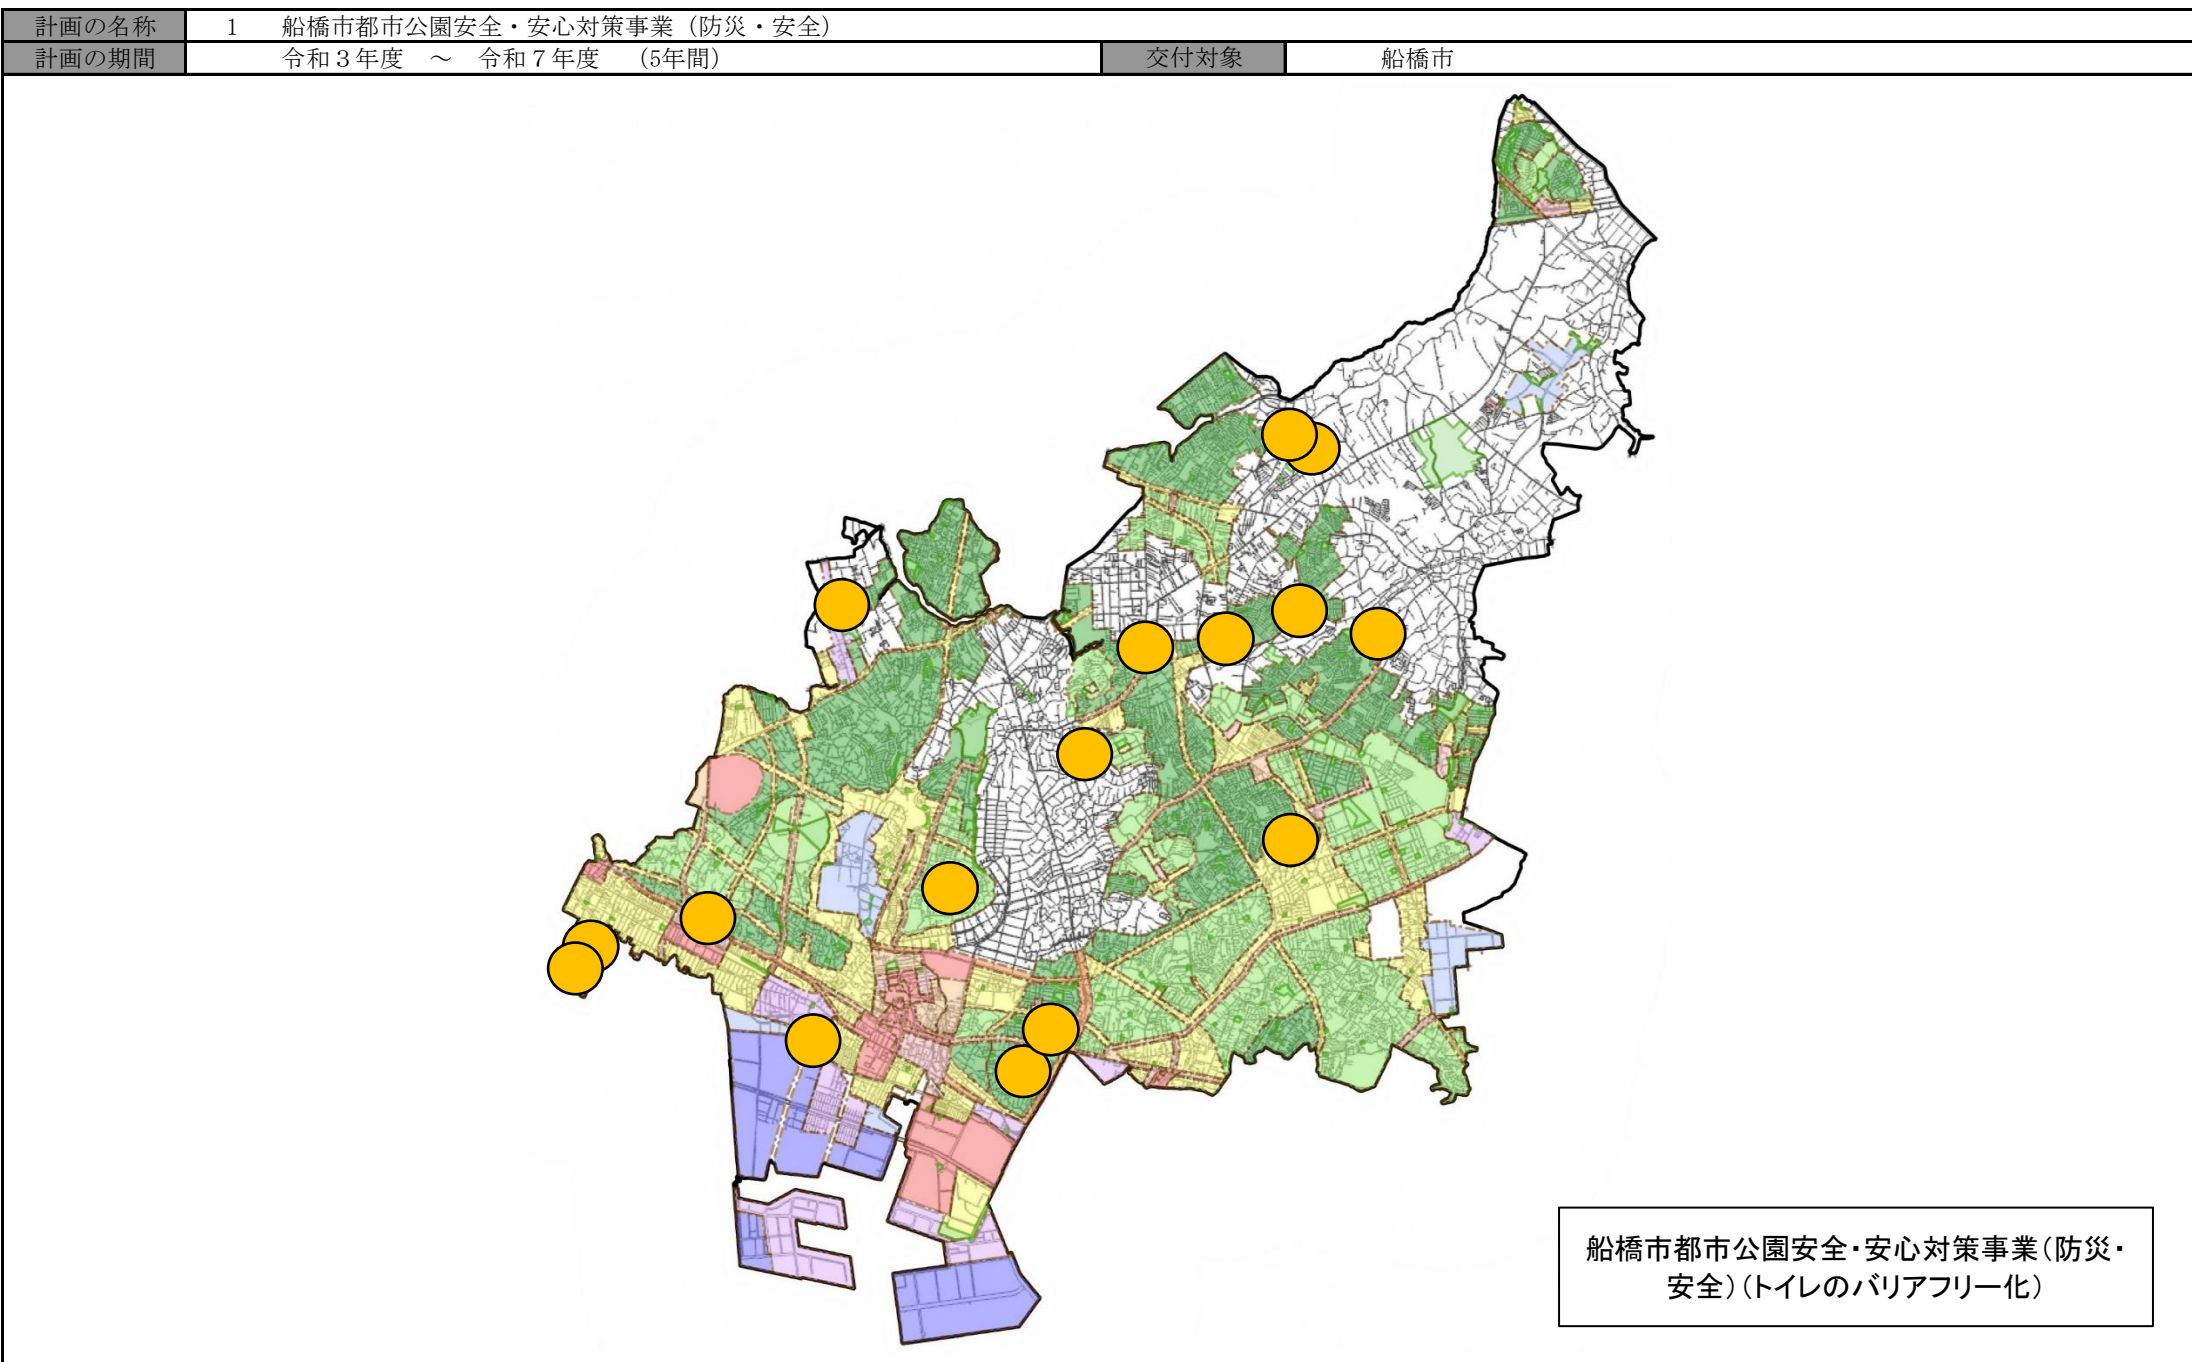 計画の名称 1 船橋市都市公園安全・安心対策事業（防災・安全）
計画の期間 令和３年度 ～ 令和７年度 （5年間） 交付対象 船橋市
船橋市都市公園安全・安心対策事業（防災・
安全）（トイレのバリアフリー化）